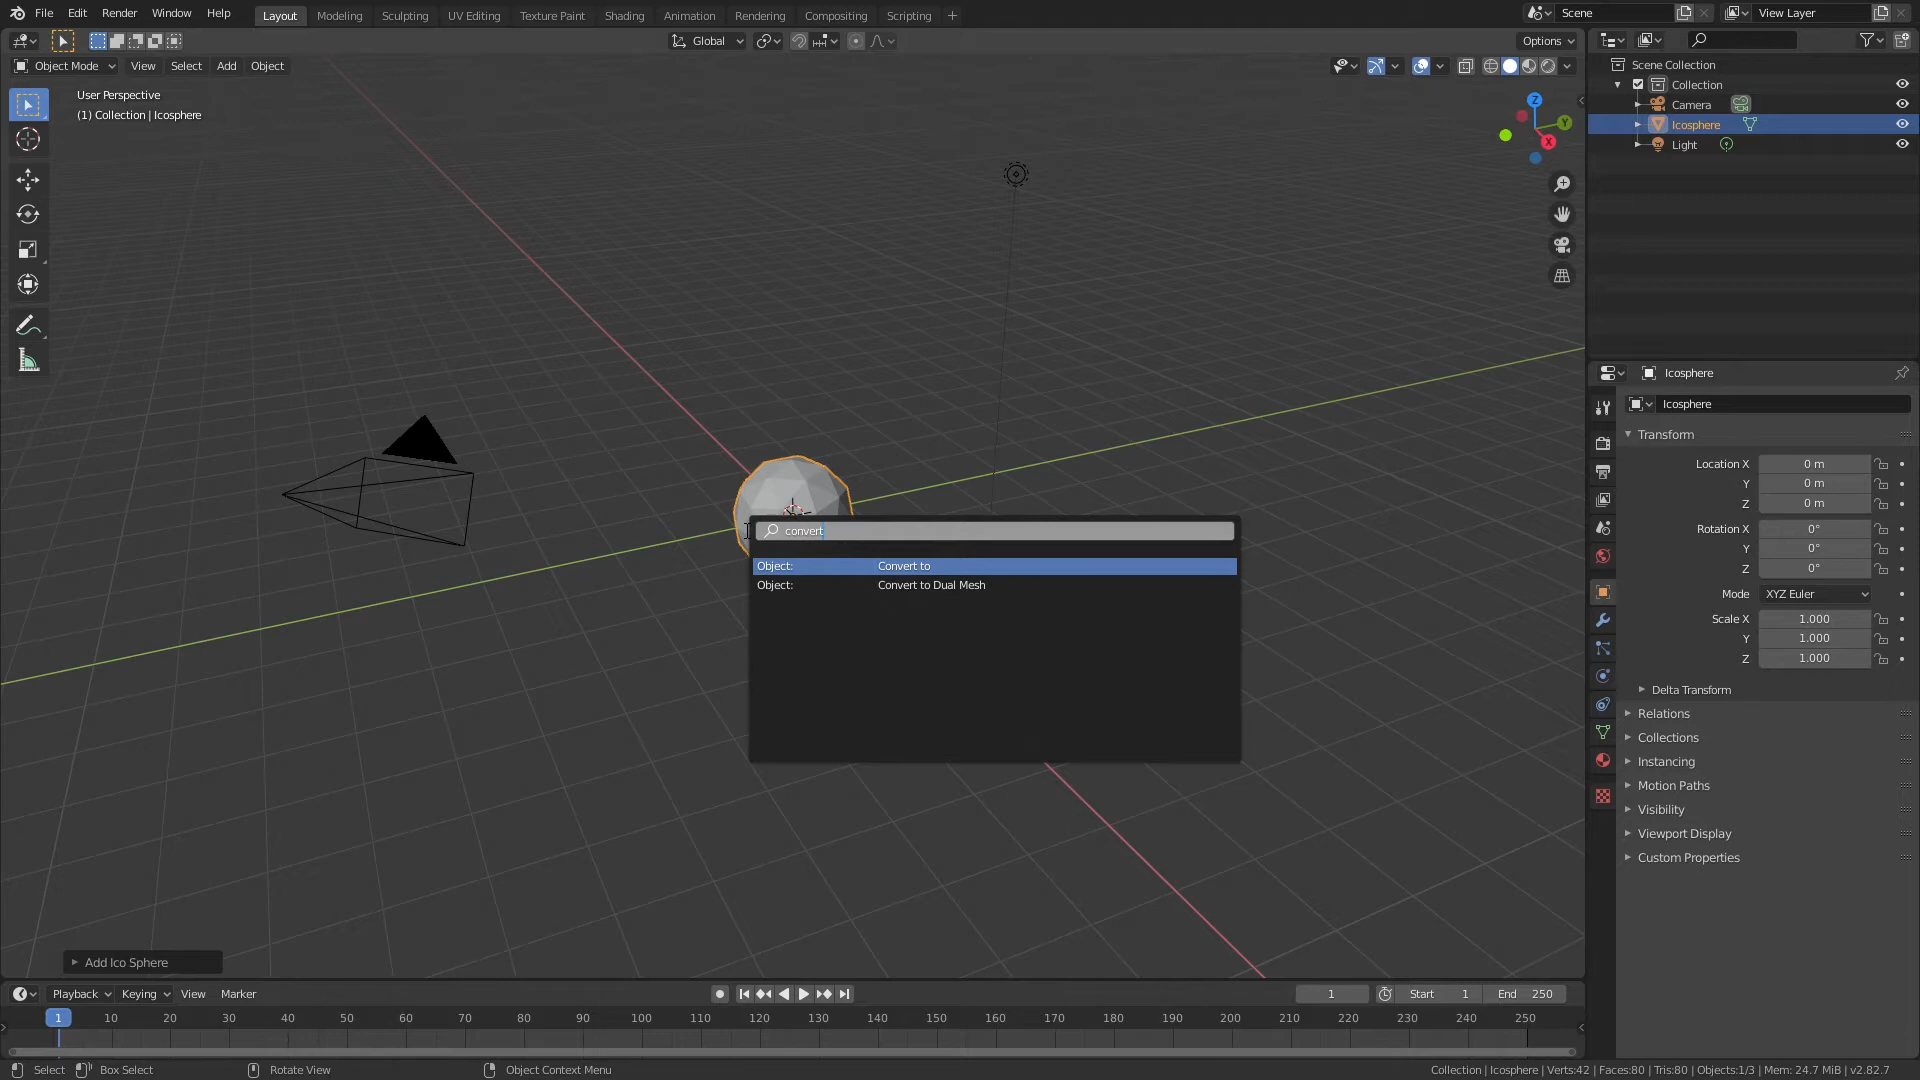 File Edit Render Window Help Layout Modeling Sculpting UV Editing Texture Paint Shading Animation Rendering Compositing Scripting + Scene View Layer
Global Options
Object Mode View Select Add Object
User Perspective
(1) Collection | Icosphere
Z
Y
X
Scene Collection
Collection
Camera
Icosphere
Light
convert
Object: Convert to
Object: Convert to Dual Mesh
Icosphere
Icosphere
Transform
Location X 0 m
Y 0 m
Z 0 m
Rotation X 0°
Y 0°
Z 0°
Mode XYZ Euler
Scale X 1.000
Y 1.000
Z 1.000
Delta Transform
Relations
Collections
Instancing
Motion Paths
Visibility
Viewport Display
Custom Properties
Add Ico Sphere
Playback Keying View Marker 1 Start 1 End 250
1 10 20 30 40 50 60 70 80 90 100 110 120 130 140 150 160 170 180 190 200 210 220 230 240 250
Select Box Select Rotate View Object Context Menu Collection | Icosphere | Verts:42 | Faces:80 | Tris:80 | Objects:1/3 | Mem: 24.7 MiB | v2.82.7